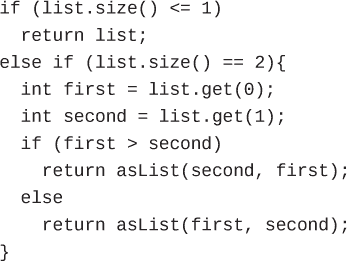 if (list.size() <= 1)
  return list;
else if (list.size() == 2){
  int first = list.get(0);
  int second = list.get(1);
  if (first > second)
    return asList(second, first);
  else
    return asList(first, second);
}